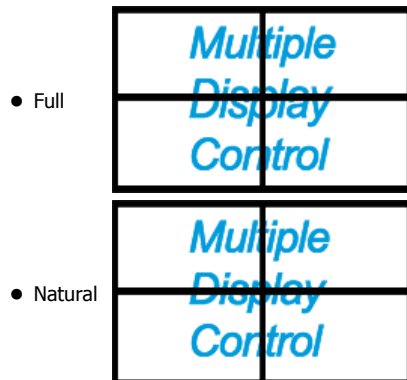 ● Full
Multiple
Display
Control
● Natural
Multiple
Display
Control